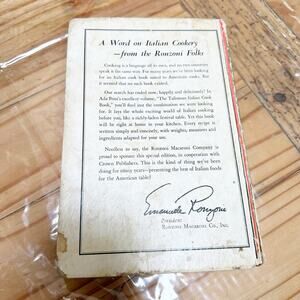 A Word on Italian Cookery
—from the Ronzoni Folks
Cooking is a language all its own, and no two countries
speak it the same way. For many years we've been looking
for an Italian cook book suited to American cooks. But
it seemed that no such book existed.
Our search has ended now, happily and deliciously! In
Ada Boni's excellent volume, "The Talisman Italian Cook
Book," you'll find just the combination we were looking
for. It lays the whole exciting world of Italian cooking
before you, like a richly-laden festival table. Yet this book
will be right at home in your kitchen. Every recipe is
written simply and concisely, with weights, measures and
ingredients adapted for your use.
Needless to say, the Ronzoni Macaroni Company is
proud to sponsor this special edition, in cooperation with
Crown Publishers. This is the kind of thing we've been
doing for many years—presenting the best of Italian foods
for the American table!
Emanuele Ronzoni
President
Ronzoni Macaroni Co., Inc.